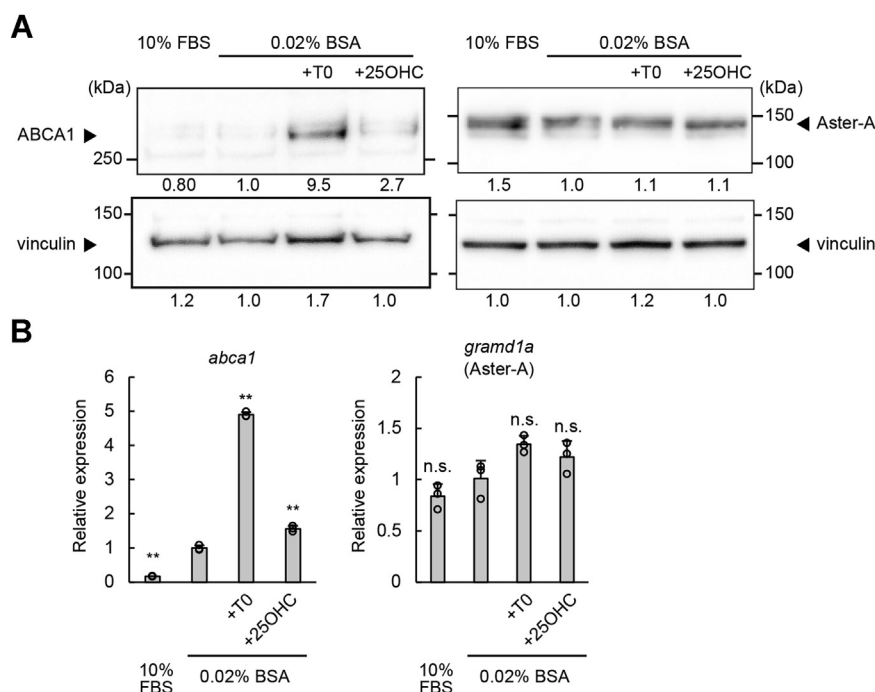 A
10% FBS 0.02% BSA 10% FBS 0.02% BSA
+T0 +25OHC +T0 +25OHC
(kDa) (kDa)
ABCA1 150 Aster-A
250 100
0.80 1.0 9.5 2.7 1.5 1.0 1.1 1.1
150 150
vinculin vinculin
100 100
1.2 1.0 1.7 1.0 1.0 1.0 1.2 1.0
B
abca1
Relative expression
6
5
4
3
2
1
0
**
**
**
+T0
+25OHC
10% FBS
0.02% BSA
gramd1a
(Aster-A)
Relative expression
2
1.5
1
0.5
0
n.s.
n.s.
n.s.
+T0
+25OHC
10% FBS
0.02% BSA